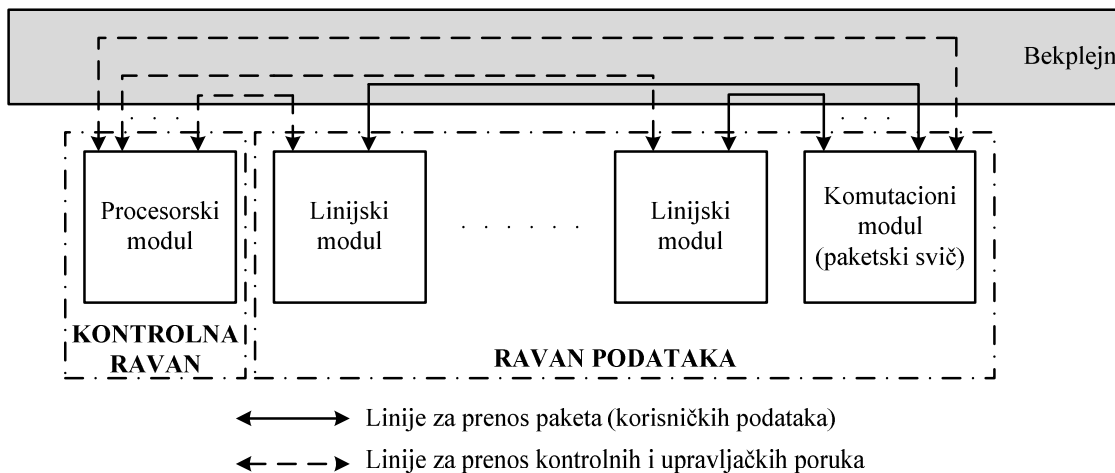 Bekplejn
Procesorski
modul
Linijski
modul
Linijski
modul
Komutacioni
modul
(paketski svič)
KONTROLNA
RAVAN
RAVAN PODATAKA
Linije za prenos paketa (korisničkih podataka)
Linije za prenos kontrolnih i upravljačkih poruka